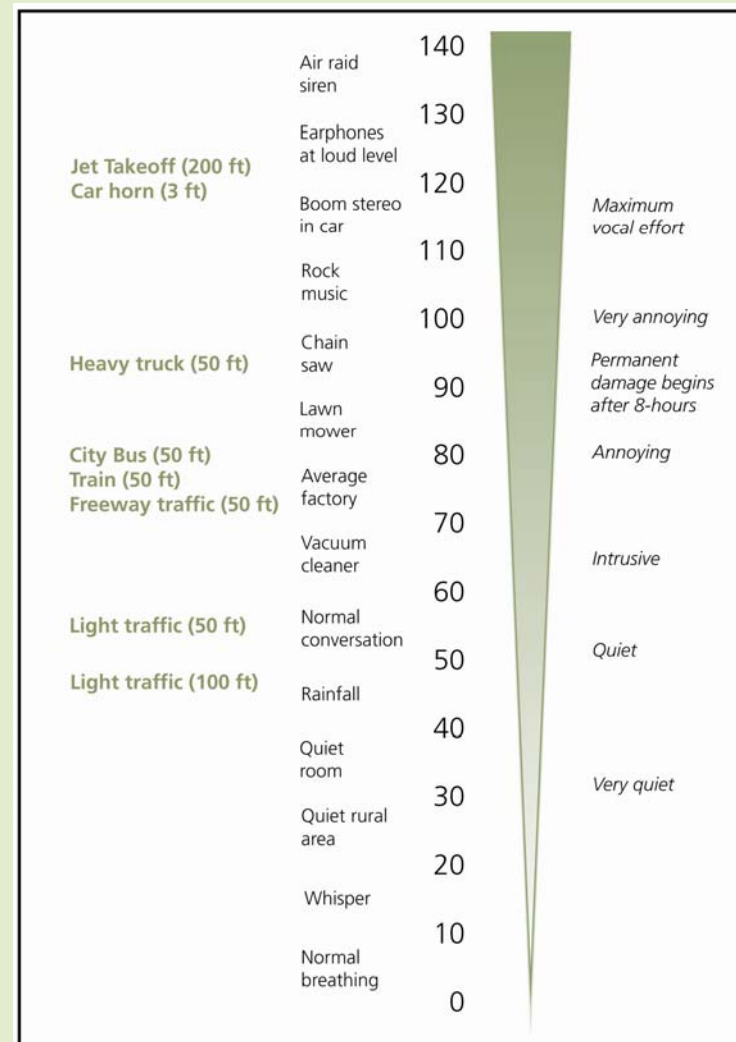 140
Air raid
siren
130
Earphones
at loud level
Jet Takeoff (200 ft)
Car horn (3 ft)
120
Boom stereo
in car
Maximum
vocal effort
110
Rock
music
100
Very annoying
Chain
saw
Heavy truck (50 ft)
Permanent
damage begins
after 8-hours
90
Lawn
mower
City Bus (50 ft)
Train (50 ft)
Freeway traffic (50 ft)
80
Annoying
Average
factory
70
Vacuum
cleaner
Intrusive
60
Light traffic (50 ft)
Normal
conversation
50
Quiet
Light traffic (100 ft)
Rainfall
40
Quiet
room
30
Very quiet
Quiet rural
area
20
Whisper
10
Normal
breathing
0